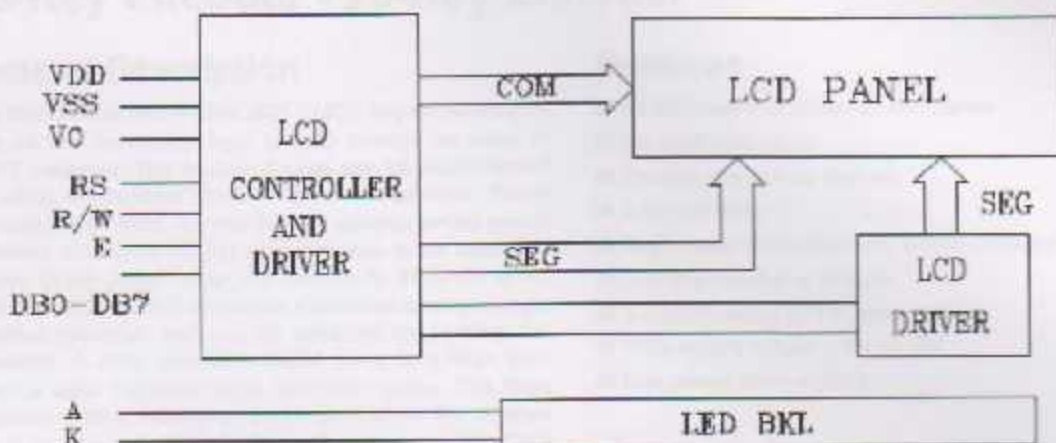 VDD
VSS
VO
RS
R/W
E
DB0-DB7
A
K
LCD
CONTROLLER
AND
DRIVER
COM
SEG
LCD PANEL
SEG
LCD
DRIVER
LED BKL